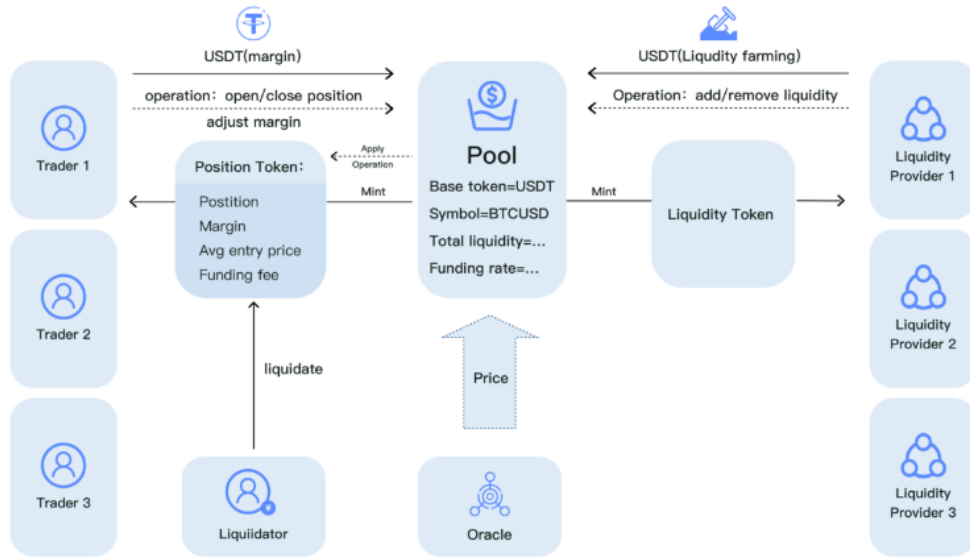 USDT(margin)
operation: open/close position
adjust margin
USDT(Liqudity farming)
Operation: add/remove liquidity
Trader 1
Trader 2
Trader 3
Position Token:
Postition
Margin
Avg entry price
Funding fee
Apply
Operation
Mint
Pool
Base token=USDT
Symbol=BTCUSD
Total liquidity=...
Funding rate=...
Mint
Liquidity Token
Liquidity
Provider 1
Liquidity
Provider 2
Liquidity
Provider 3
liquidate
Price
Liquiidator
Oracle